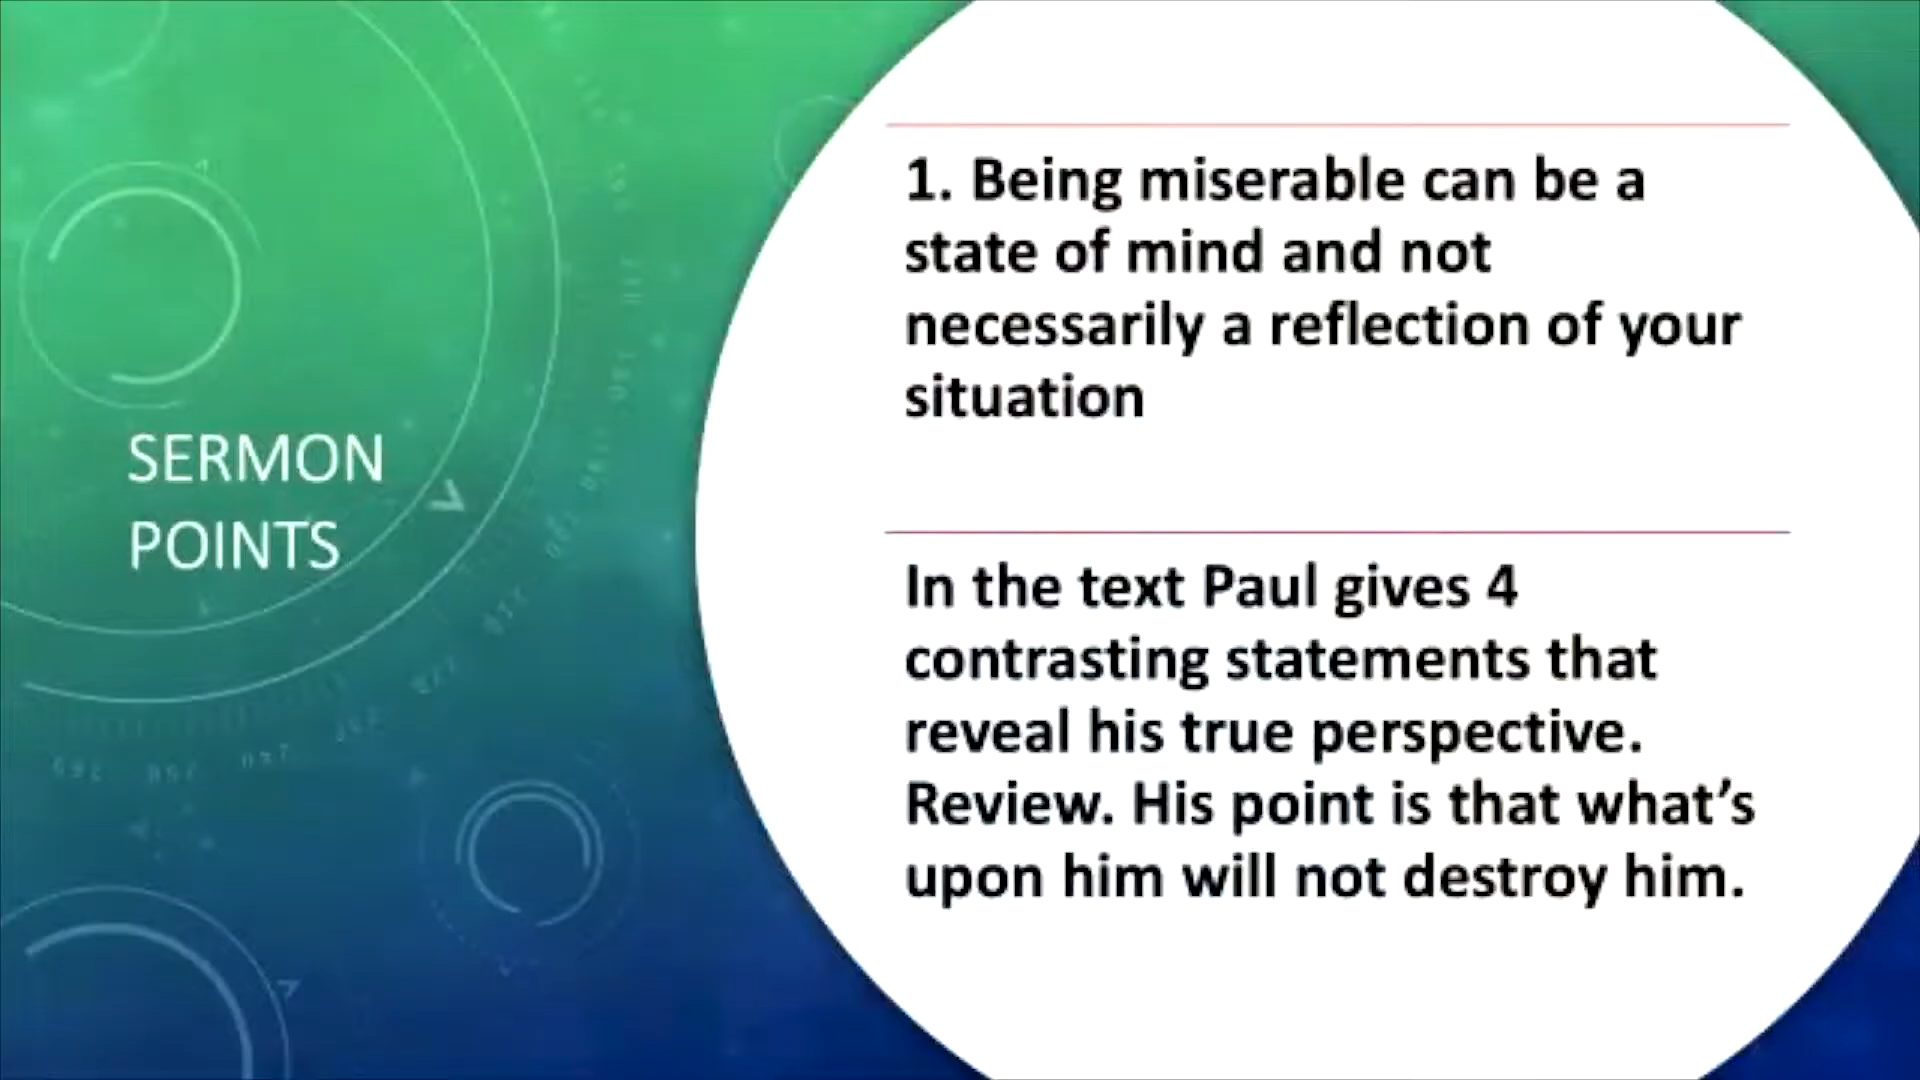 SERMON
POINTS
1. Being miserable can be a
state of mind and not
necessarily a reflection of your
situation
In the text Paul gives 4
contrasting statements that
reveal his true perspective.
Review. His point is that what’s
upon him will not destroy him.